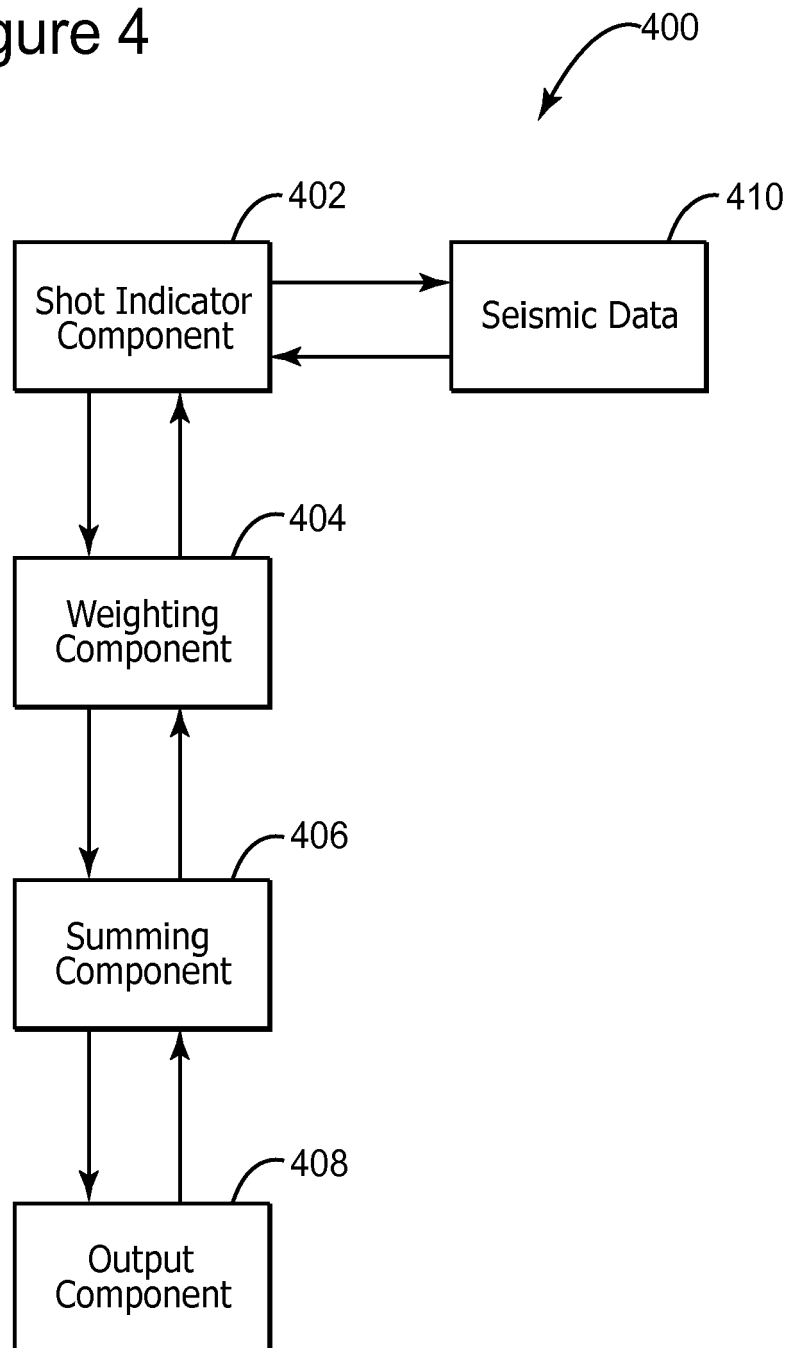 gure 4
400
402
410
Shot Indicator
Component
Seismic Data
404
Weighting
Component
406
Summing
Component
408
Output
Component